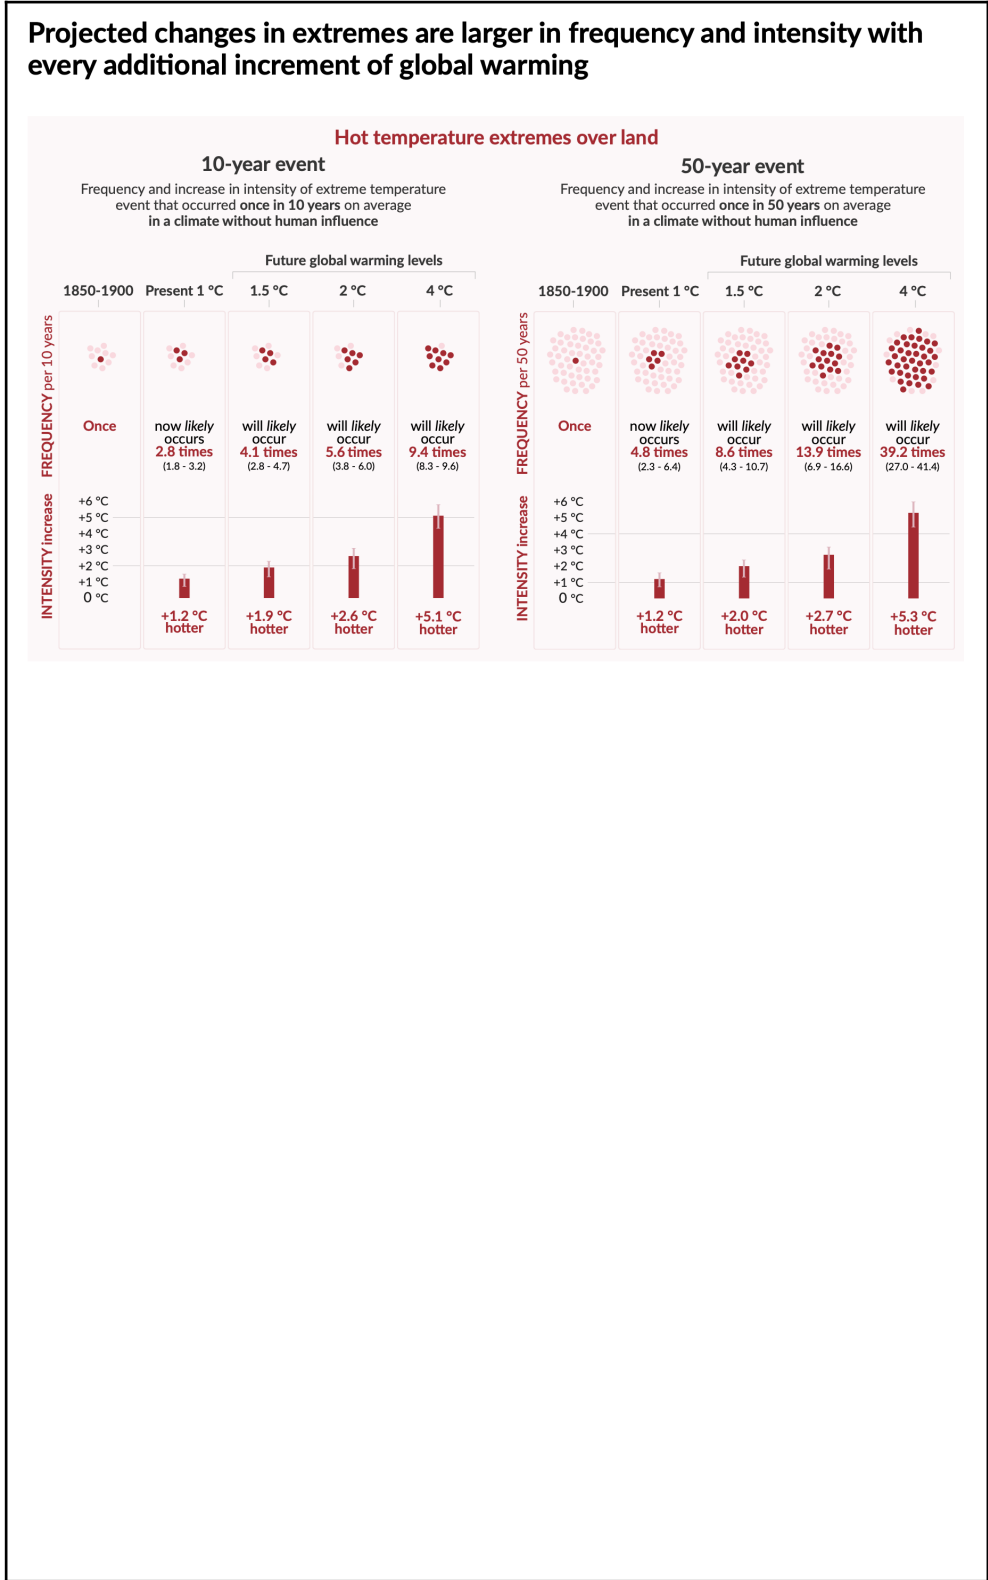 Projected changes in extremes are larger in frequency and intensity with
every additional increment of global warming
Hot temperature extremes over land
10-year event
Frequency and increase in intensity of extreme temperature
event that occurred once in 10 years on average
in a climate without human influence
Future global warming levels
1850-1900 Present 1 °C 1.5 °C 2 °C 4 °C
FREQUENCY per 10 years
Once
now likely
occurs
2.8 times
(1.8 - 3.2)
will likely
occur
4.1 times
(2.8 - 4.7)
will likely
occur
5.6 times
(3.8 - 6.0)
will likely
occur
9.4 times
(8.3 - 9.6)
INTENSITY increase
+6 °C
+5 °C
+4 °C
+3 °C
+2 °C
+1 °C
0 °C
+1.2 °C
hotter
+1.9 °C
hotter
+2.6 °C
hotter
+5.1 °C
hotter
50-year event
Frequency and increase in intensity of extreme temperature
event that occurred once in 50 years on average
in a climate without human influence
Future global warming levels
1850-1900 Present 1 °C 1.5 °C 2 °C 4 °C
FREQUENCY per 50 years
Once
now likely
occurs
4.8 times
(2.3 - 6.4)
will likely
occur
8.6 times
(4.3 - 10.7)
will likely
occur
13.9 times
(6.9 - 16.6)
will likely
occur
39.2 times
(27.0 - 41.4)
INTENSITY increase
+6 °C
+5 °C
+4 °C
+3 °C
+2 °C
+1 °C
0 °C
+1.2 °C
hotter
+2.0 °C
hotter
+2.7 °C
hotter
+5.3 °C
hotter